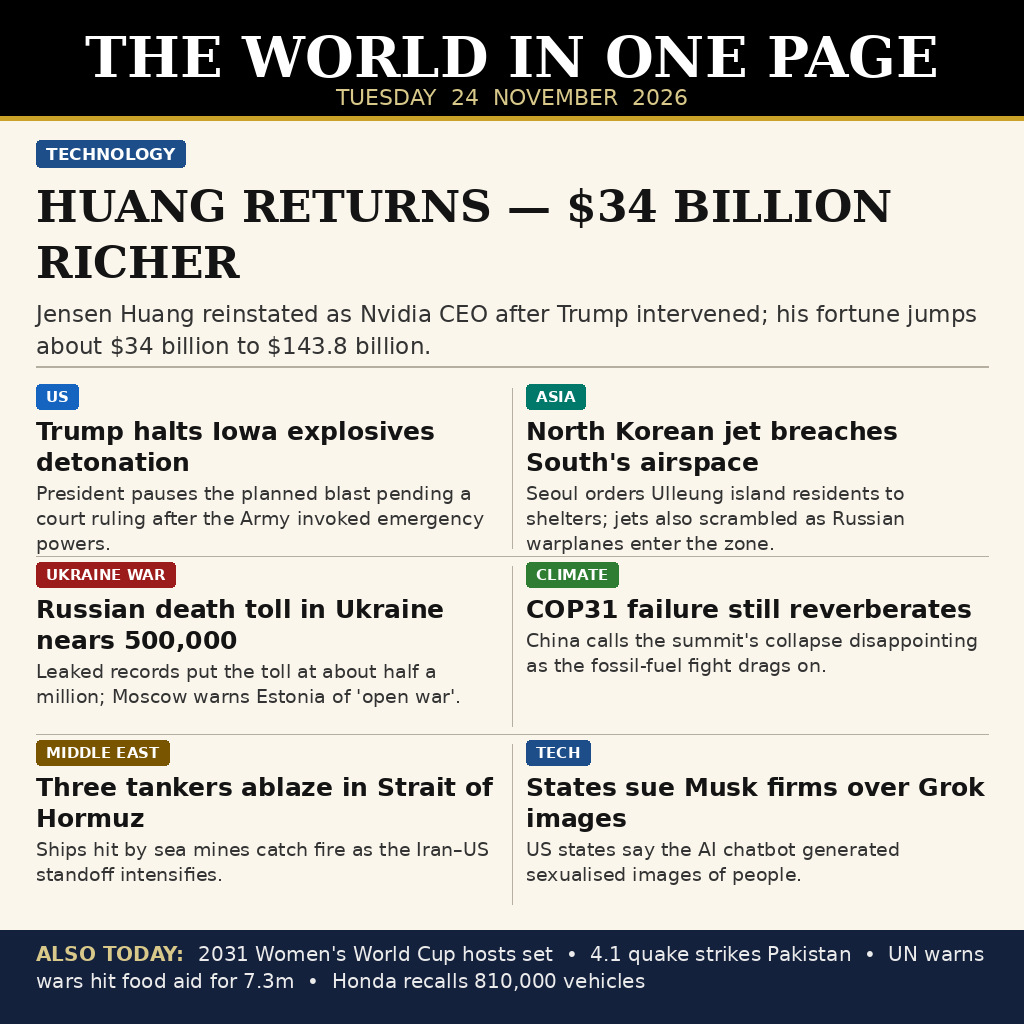 THE WORLD IN ONE PAGE
TUESDAY 24 NOVEMBER 2026
TECHNOLOGY
HUANG RETURNS — $34 BILLION
RICHER
Jensen Huang reinstated as Nvidia CEO after Trump intervened; his fortune jumps
about $34 billion to $143.8 billion.
US
Trump halts Iowa explosives
detonation
President pauses the planned blast pending a
court ruling after the Army invoked emergency
powers.
ASIA
North Korean jet breaches
South's airspace
Seoul orders Ulleung island residents to
shelters; jets also scrambled as Russian
warplanes enter the zone.
UKRAINE WAR
Russian death toll in Ukraine
nears 500,000
Leaked records put the toll at about half a
million; Moscow warns Estonia of 'open war'.
CLIMATE
COP31 failure still reverberates
China calls the summit's collapse disappointing
as the fossil-fuel fight drags on.
MIDDLE EAST
Three tankers ablaze in Strait of
Hormuz
Ships hit by sea mines catch fire as the Iran–US
standoff intensifies.
TECH
States sue Musk firms over Grok
images
US states say the AI chatbot generated
sexualised images of people.
ALSO TODAY: 2031 Women's World Cup hosts set • 4.1 quake strikes Pakistan • UN warns
wars hit food aid for 7.3m • Honda recalls 810,000 vehicles